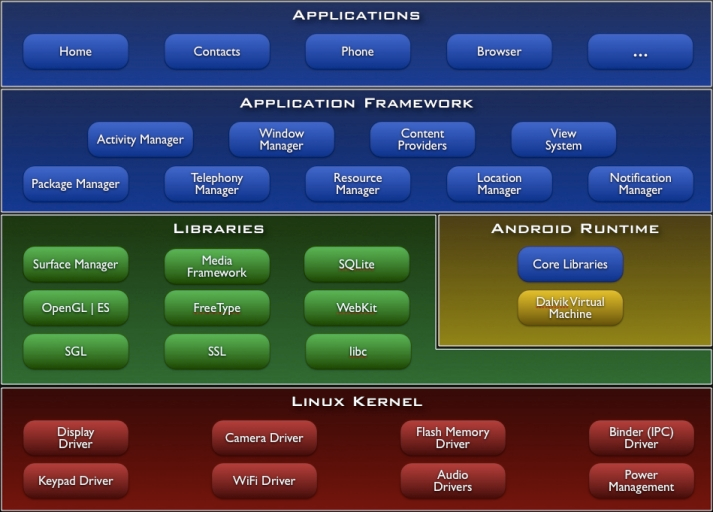 Applications
Home
Contacts
Phone
Browser
...
Application Framework
Activity Manager
Window
Manager
Content
Providers
View
System
Package Manager
Telephony
Manager
Resource
Manager
Location
Manager
Notification
Manager
Libraries
Surface Manager
Media
Framework
SQLite
OpenGL | ES
FreeType
WebKit
SGL
SSL
libc
Android Runtime
Core Libraries
Dalvik Virtual
Machine
Linux Kernel
Display
Driver
Camera Driver
Flash Memory
Driver
Binder (IPC)
Driver
Keypad Driver
WiFi Driver
Audio
Drivers
Power
Management